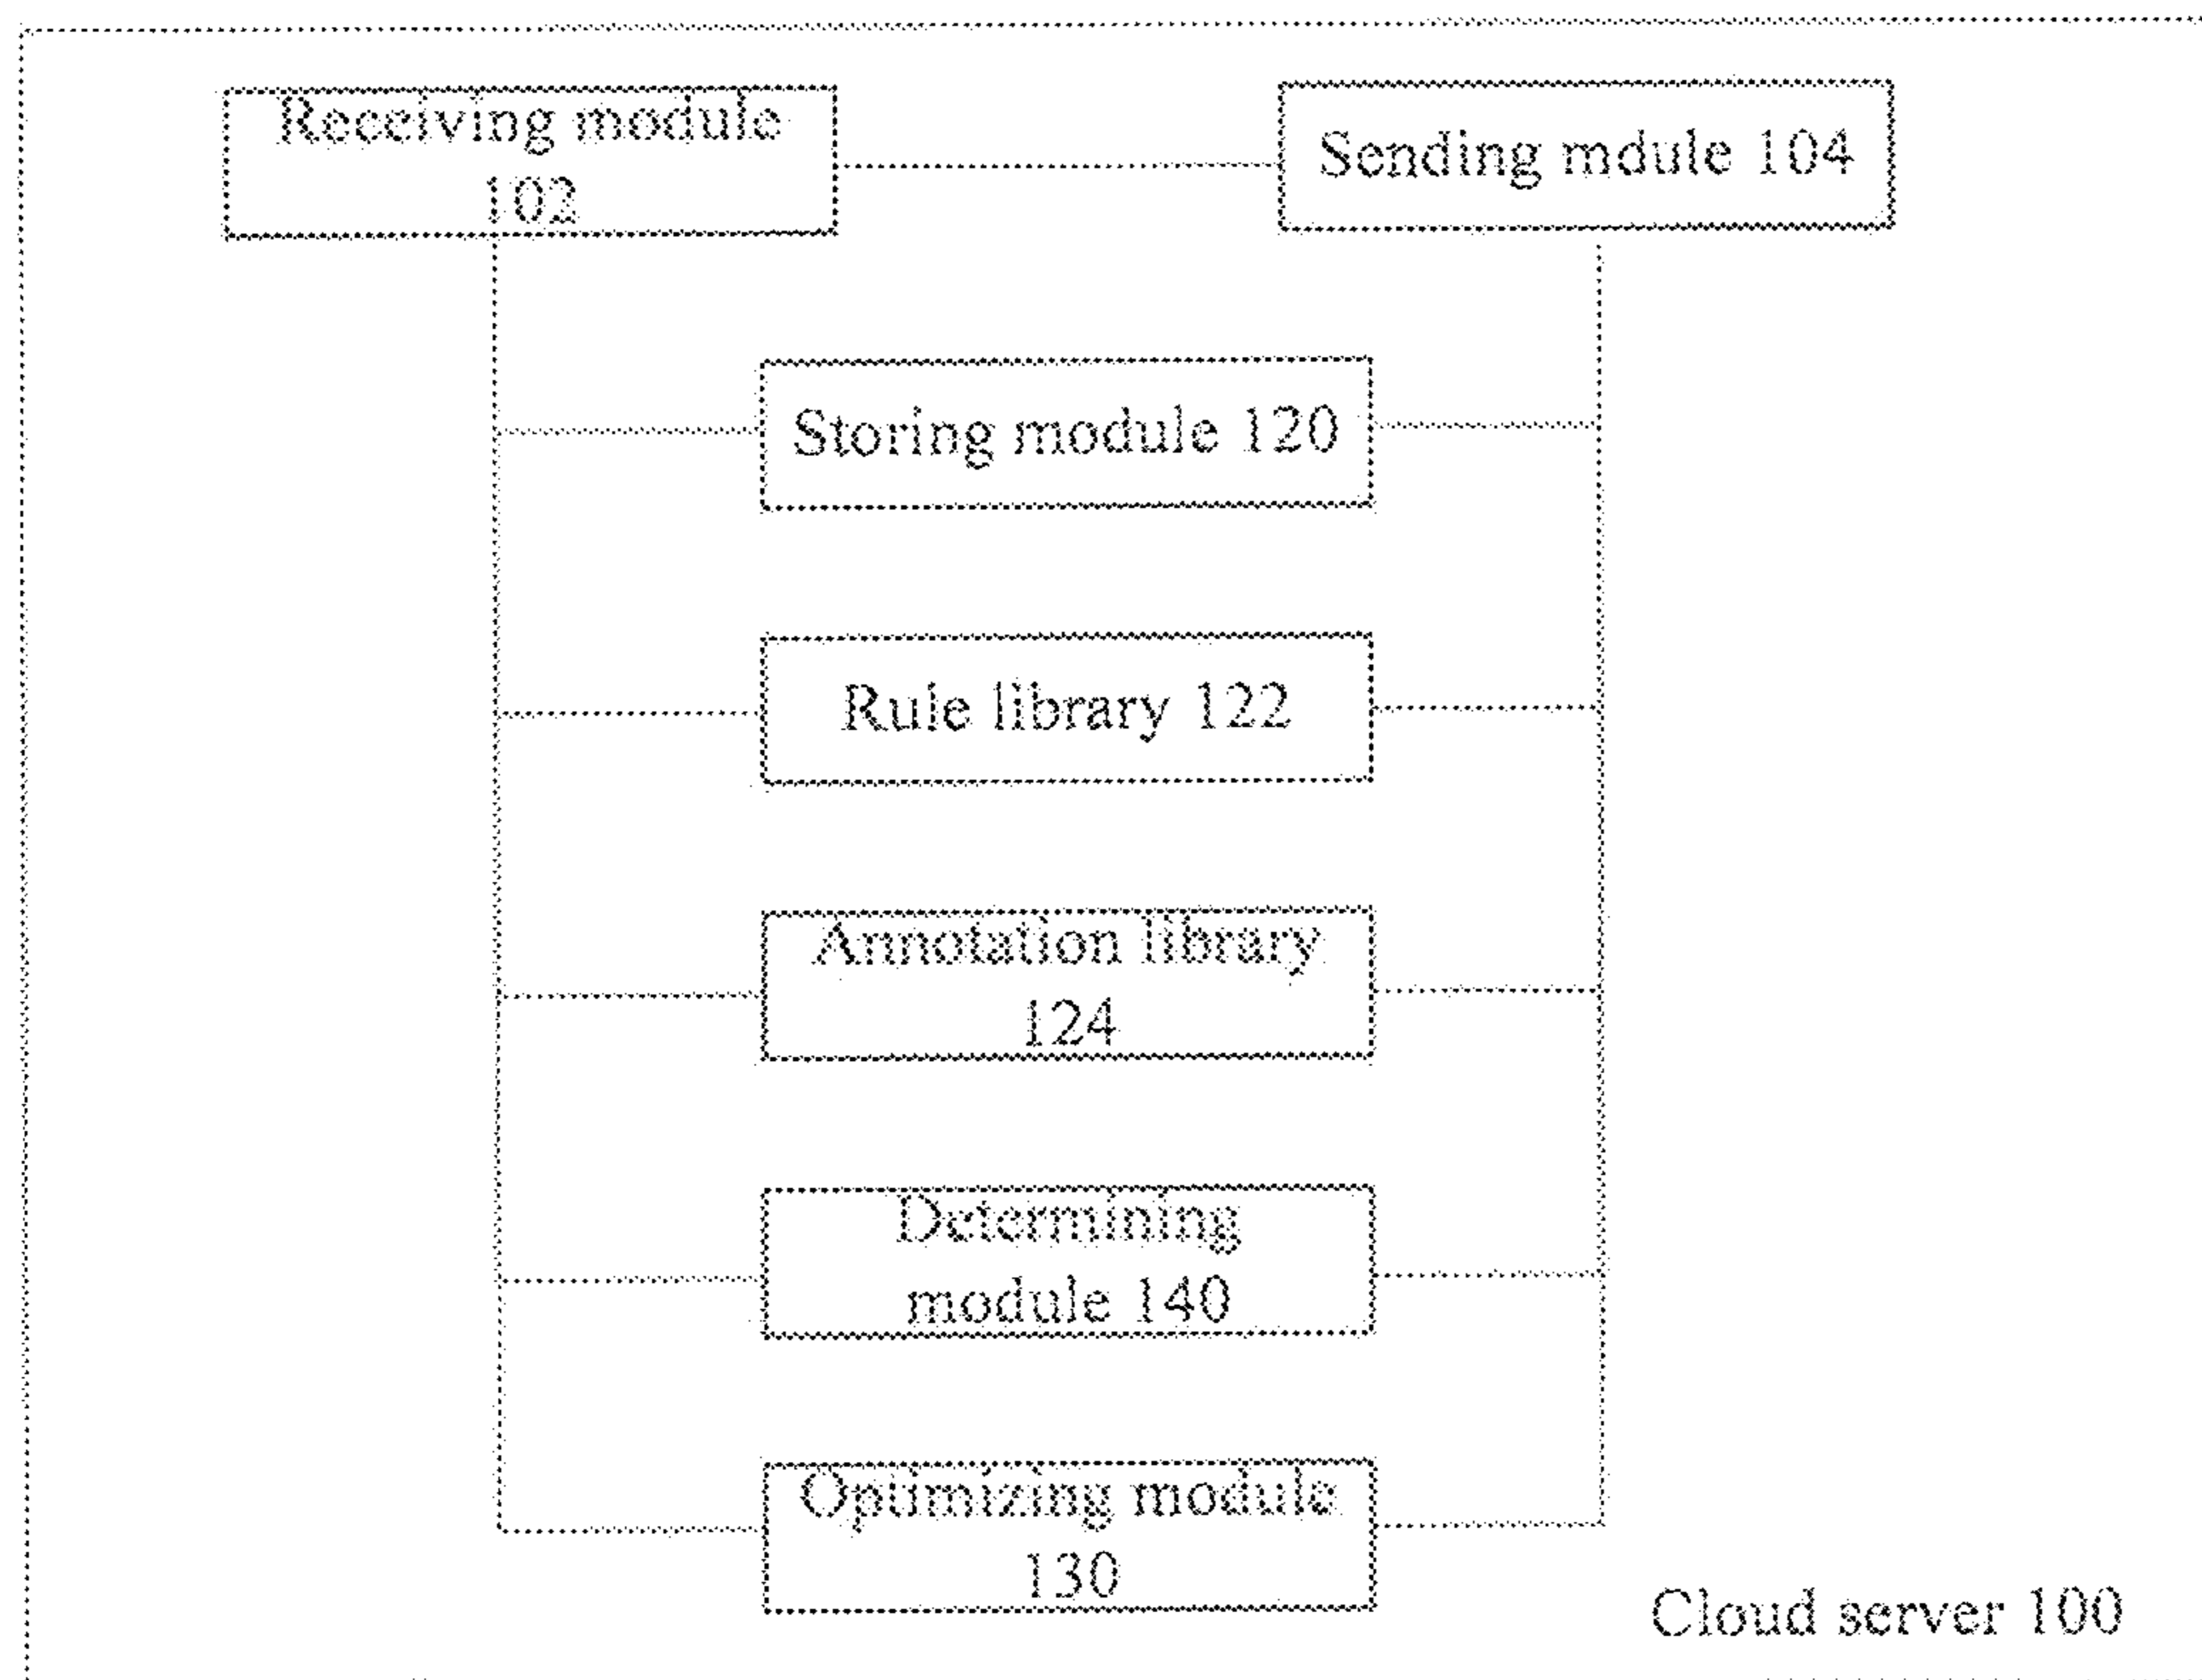 Receiving module
102
Sending mdule 104
Storing module 120
Rule library 122
Annotation library
124
Determining
module 140
Optimizing module
130
Cloud server 100